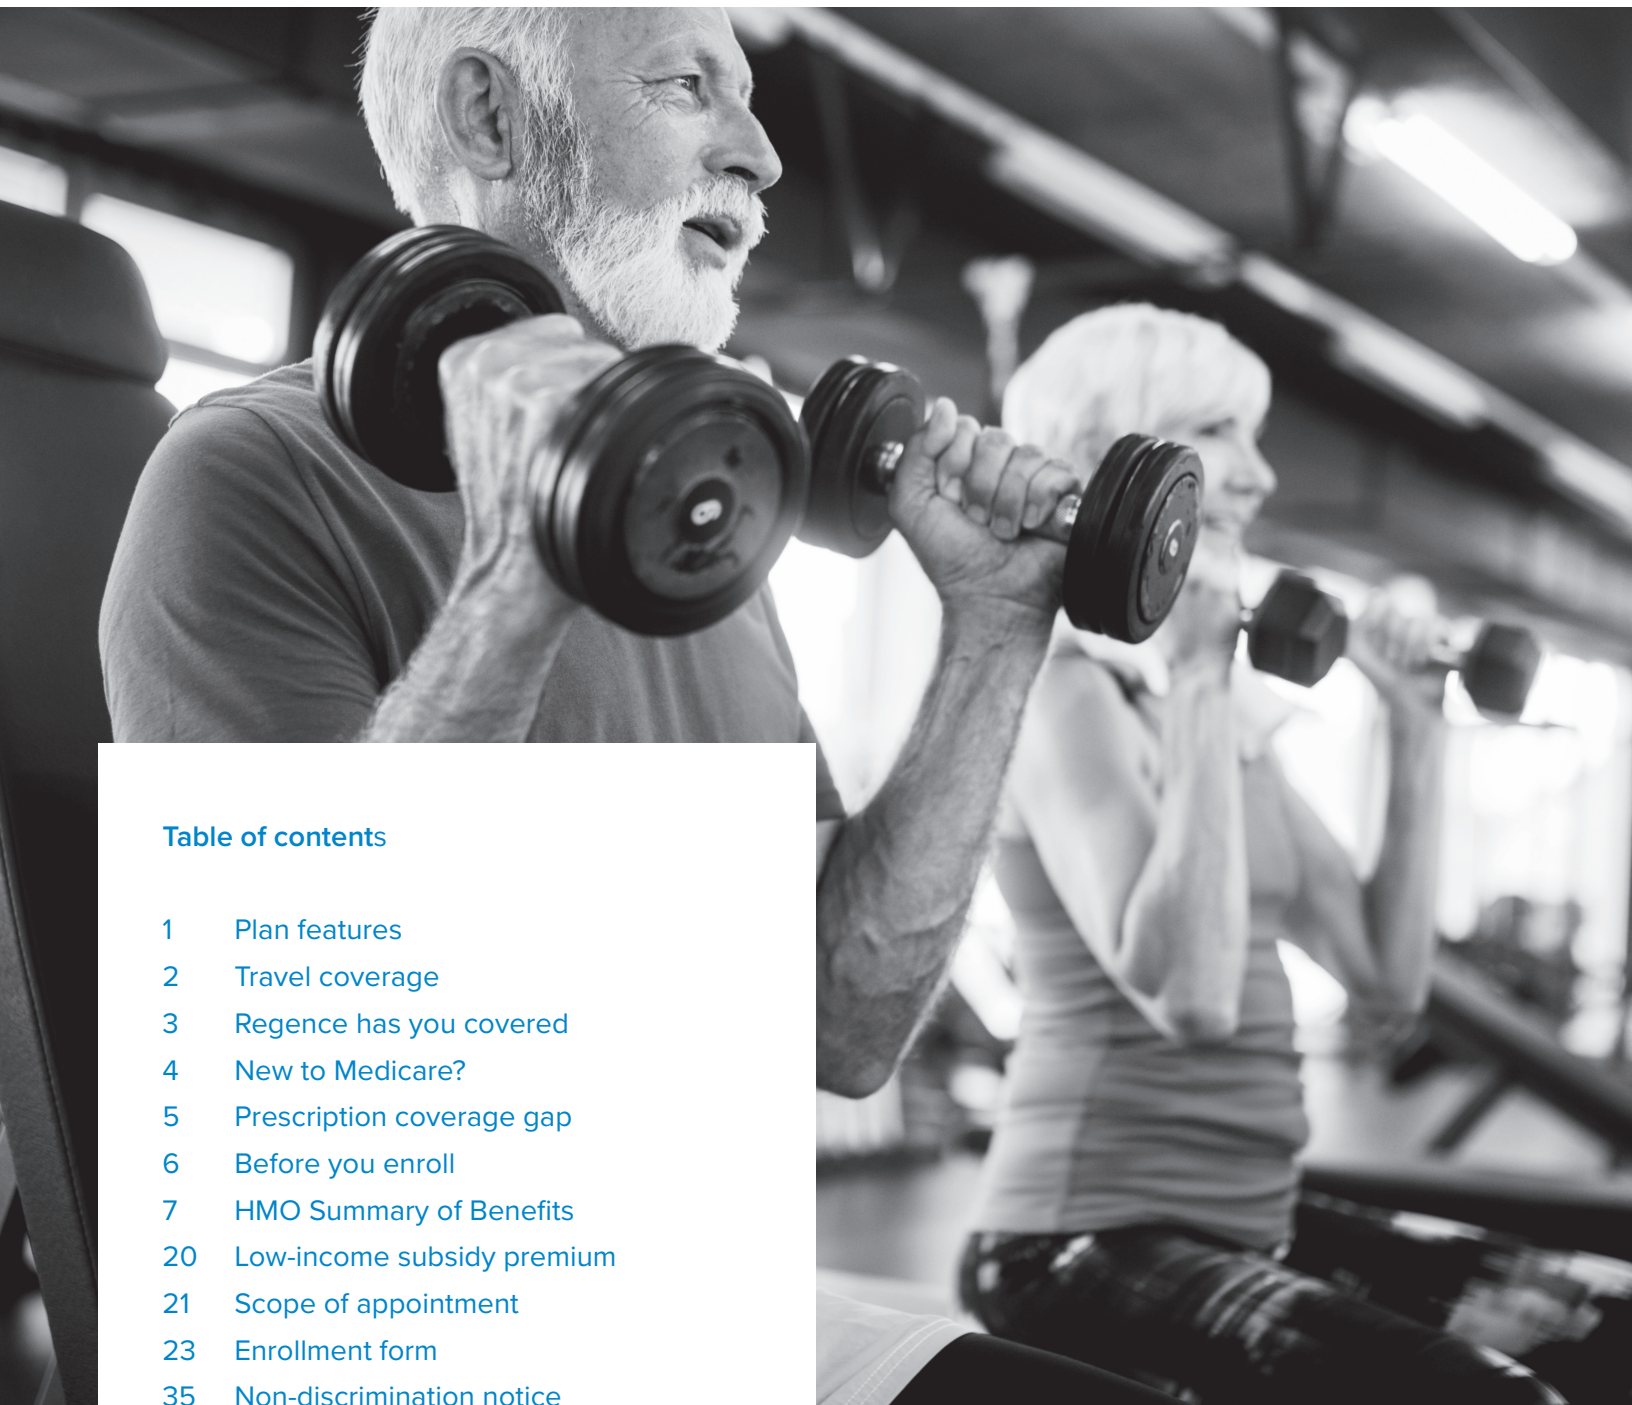 Table of contents
1 Plan features
2 Travel coverage
3 Regence has you covered
4 New to Medicare?
5 Prescription coverage gap
6 Before you enroll
7 HMO Summary of Benefits
20 Low-income subsidy premium
21 Scope of appointment
23 Enrollment form
35 Non-discrimination notice